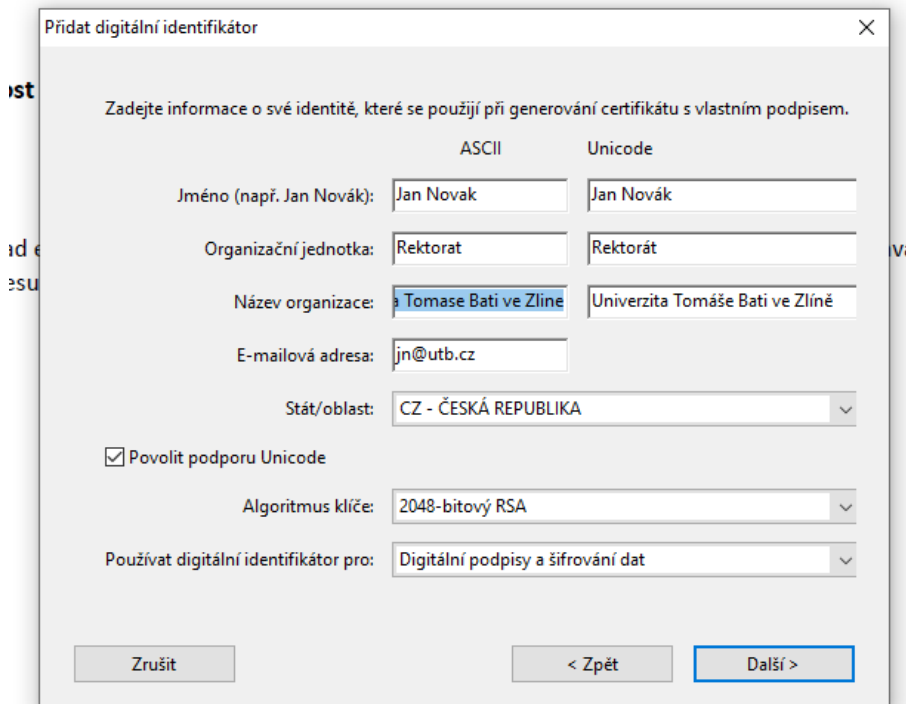 Přidat digitální identifikátor
Zadejte informace o své identitě, které se použijí při generování certifikátu s vlastním podpisem.
ASCII Unicode
Jméno (např. Jan Novák): Jan Novak Jan Novák
Organizační jednotka: Rektorat Rektorát
Název organizace: Tomase Bati ve Zline Univerzita Tomáše Bati ve Zlíně
E-mailová adresa: jn@utb.cz
Stát/oblast: CZ - ČESKÁ REPUBLIKA
Povolit podporu Unicode
Algoritmus klíče: 2048-bitový RSA
Používat digitální identifikátor pro: Digitální podpisy a šifrování dat
Zrušit < Zpět Další >